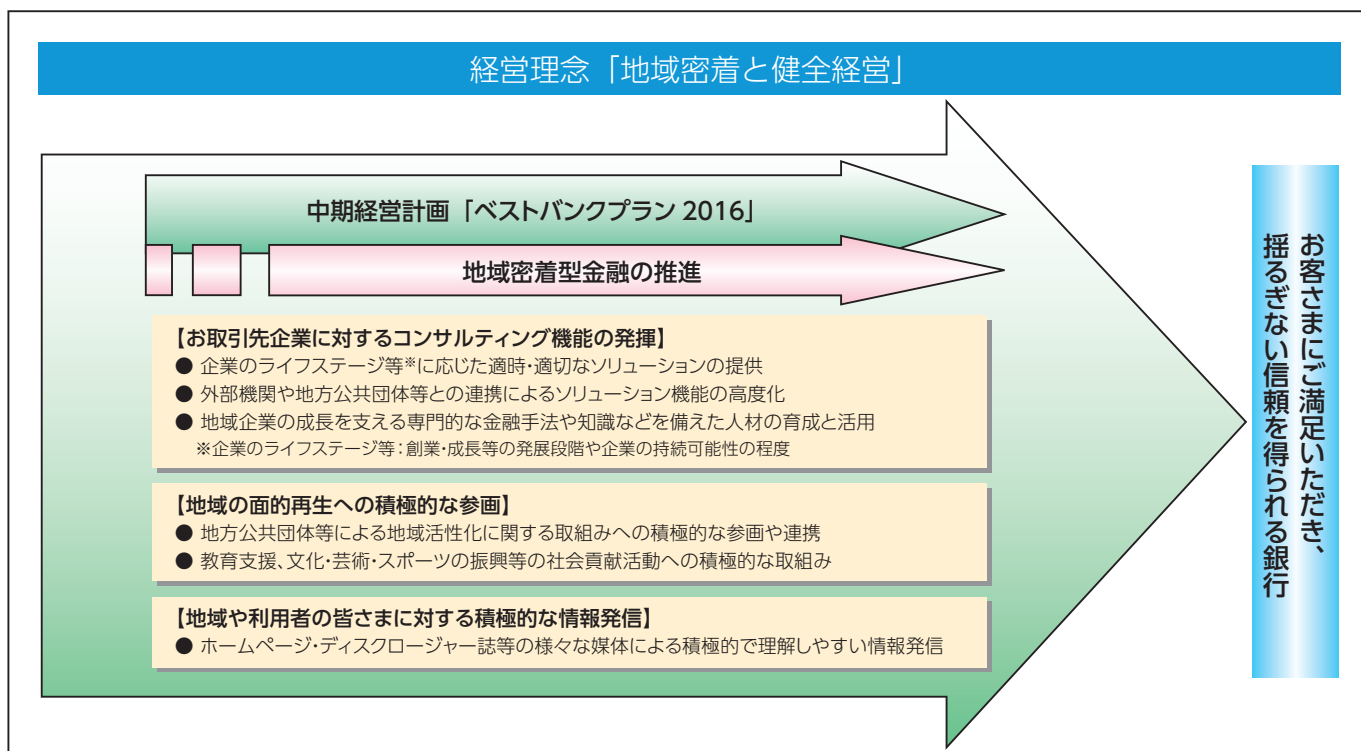 経営理念「地域密着と健全経営」
中期経営計画「ベストバンクプラン 2016」
地域密着型金融の推進
【お取引先企業に対するコンサルティング機能の発揮】
● 企業のライフステージ等※に応じた適時・適切なソリューションの提供
● 外部機関や地方公共団体等との連携によるソリューション機能の高度化
● 地域企業の成長を支える専門的な金融手法や知識などを備えた人材の育成と活用
※企業のライフステージ等：創業・成長等の発展段階や企業の持続可能性の程度
【地域の面的再生への積極的な参画】
● 地方公共団体等による地域活性化に関する取組みへの積極的な参画や連携
● 教育支援、文化・芸術・スポーツの振興等の社会貢献活動への積極的な取組み
【地域や利用者の皆さまに対する積極的な情報発信】
● ホームページ・ディスクロージャー誌等の様々な媒体による積極的で理解しやすい情報発信
お客さまにご満足いただき、
揺るぎない信頼を得られる銀行